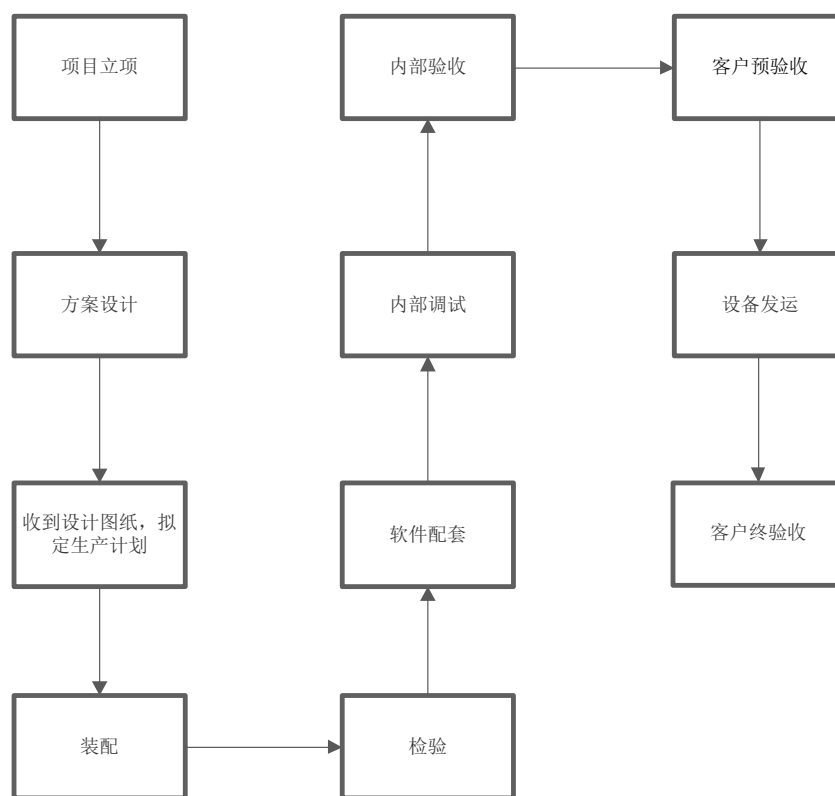 项目立项
方案设计
收到设计图纸，拟
定生产计划
装配
检验
软件配套
内部调试
内部验收
客户预验收
设备发运
客户终验收